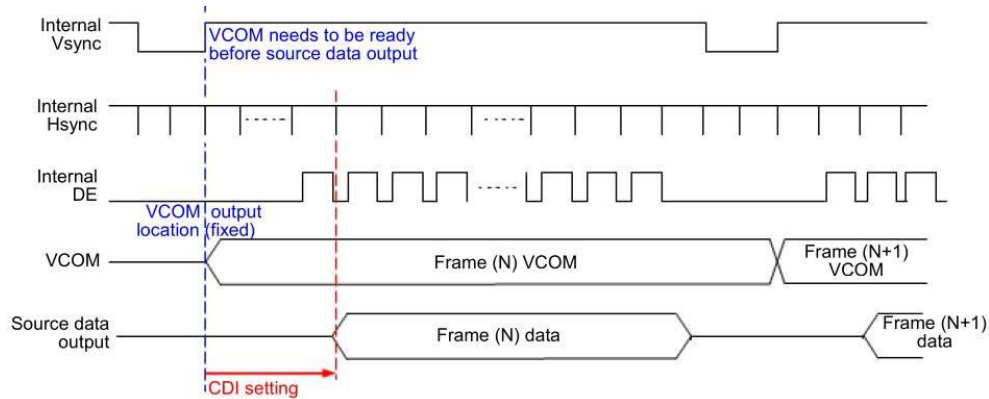 Internal
Vsync
VCOM needs to be ready
before source data output
Internal
Hsync
Internal
DE
VCOM output
location (fixed)
VCOM
Frame (N) VCOM
Frame (N+1)
VCOM
Source data
output
Frame (N) data
Frame (N+1)
data
CDI setting